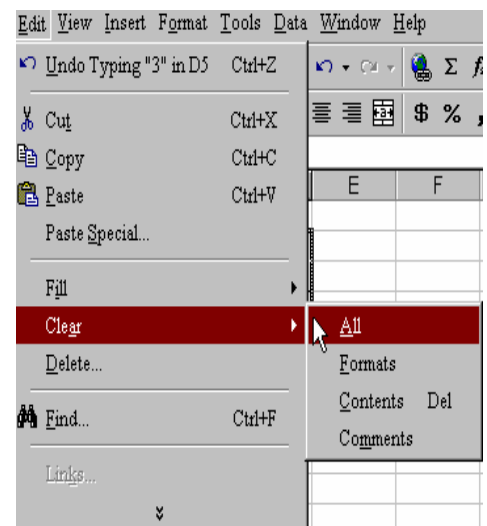 Edit View Insert Format Tools Data Window Help
Undo Typing "3" in D5 Ctrl+Z
Σ
Cut Ctrl+X
$ %
Copy Ctrl+C
Paste Ctrl+V
E F
Paste Special...
Fill
Clear
All
Delete...
Formats
Contents Del
Find... Ctrl+F
Comments
Links...